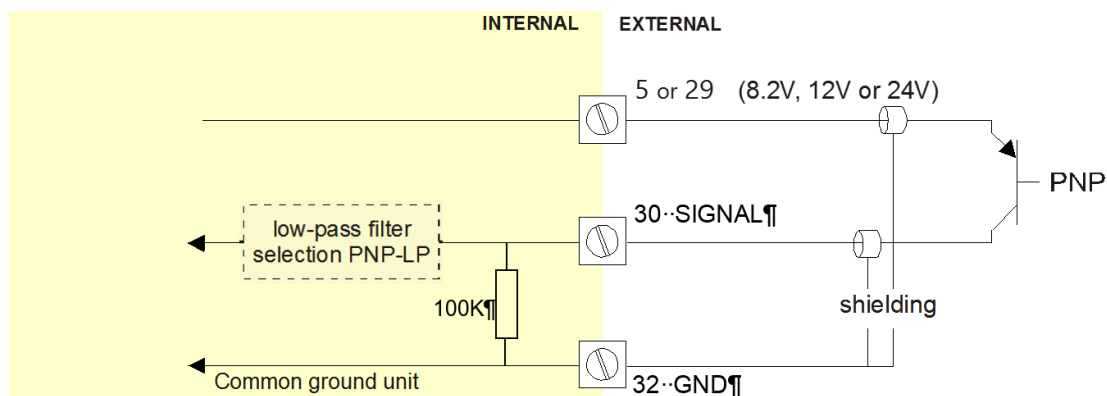 INTERNAL EXTERNAL
5 or 29 (8.2V, 12V or 24V)
PNP
30··SIGNAL¶
low-pass filter
selection PNP-LP
100K¶
shielding
Common ground unit
32··GND¶